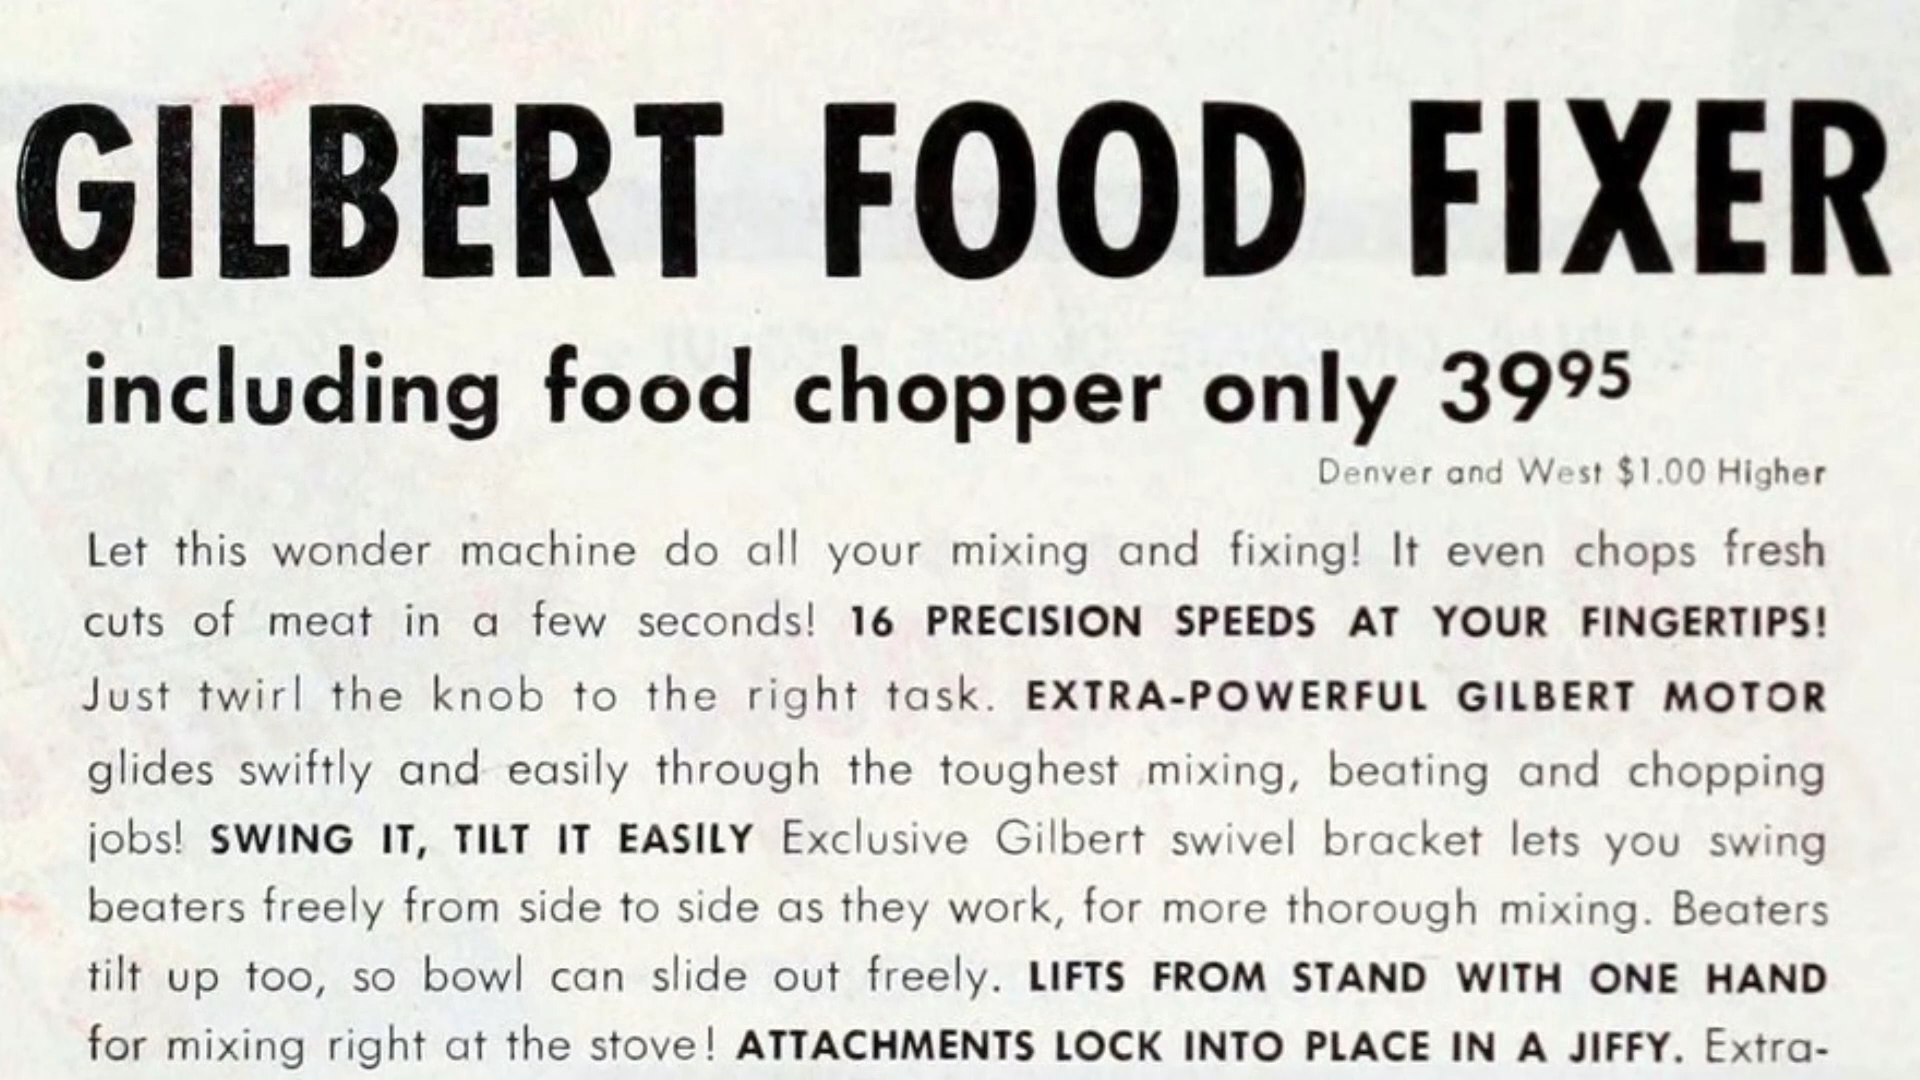 GILBERT FOOD FIXER
including food chopper only 39⁹⁵
Denver and West $1.00 Higher
Let this wonder machine do all your mixing and fixing! It even chops fresh
cuts of meat in a few seconds! 16 PRECISION SPEEDS AT YOUR FINGERTIPS!
Just twirl the knob to the right task. EXTRA-POWERFUL GILBERT MOTOR
glides swiftly and easily through the toughest mixing, beating and chopping
jobs! SWING IT, TILT IT EASILY Exclusive Gilbert swivel bracket lets you swing
beaters freely from side to side as they work, for more thorough mixing. Beaters
tilt up too, so bowl can slide out freely. LIFTS FROM STAND WITH ONE HAND
for mixing right at the stove! ATTACHMENTS LOCK INTO PLACE IN A JIFFY. Extra-